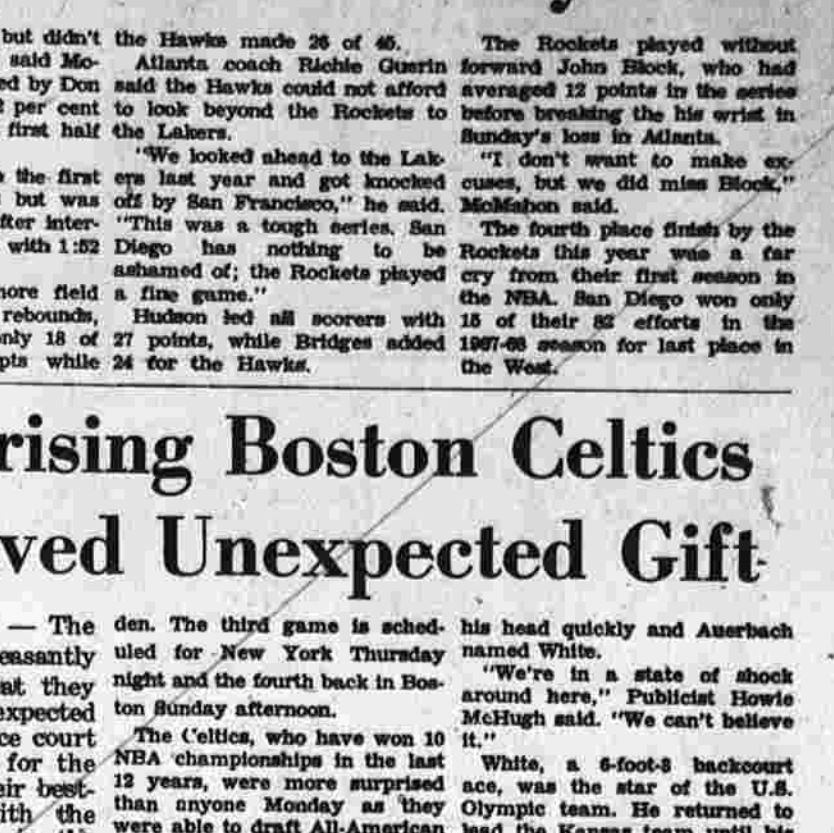 but didn't
said Mo-
ed by Don
per cent
first half
the first
but was
fter inter-
with 1:52
nore field
rebounds,
only 18 of
pts while
the Hawks made 26 of 46.
Atlanta coach Richie Guerin
said the Hawks could not afford
to look beyond the Rockets to
the Lakers.
"We looked ahead to the Lak-
ers last year and got knocked
off by San Francisco," he said.
"This was a tough series. San
Diego has nothing to be
ashamed of; the Rockets played
a fine game."
Hudson led all scorers with
27 points, while Bridges added
24 for the Hawks.
The Rockets played without
forward John Block, who had
averaged 12 points in the series
before breaking the his wrist in
Sunday's loss in Atlanta.
"I don't want to make ex-
cuses, but we did miss Block,"
McMahon said.
The fourth place finish by the
Rockets this year was a far
cry from their first season in
the NBA. San Diego won only
15 of their 82 efforts in the
1967-68 season for last place in
the West.
rising Boston Celtics
ved Unexpected Gift
— The
easantly
at they
expected
ce court
for the
eir best-
ith the
den. The third game is sched-
uled for New York Thursday
night and the fourth back in Bos-
ton Sunday afternoon.
The Celtics, who have won 10
NBA championships in the last
12 years, were more surprised
than anyone Monday as they
were able to draft All-American
his head quickly and Auerbach
named White.
"We're in a state of shock
around here," Publicist Howie
McHugh said. "We can't believe
it."
White, a 6-foot-3 backcourt
ace, was the star of the U.S.
Olympic team. He returned to
lead the Kansas team